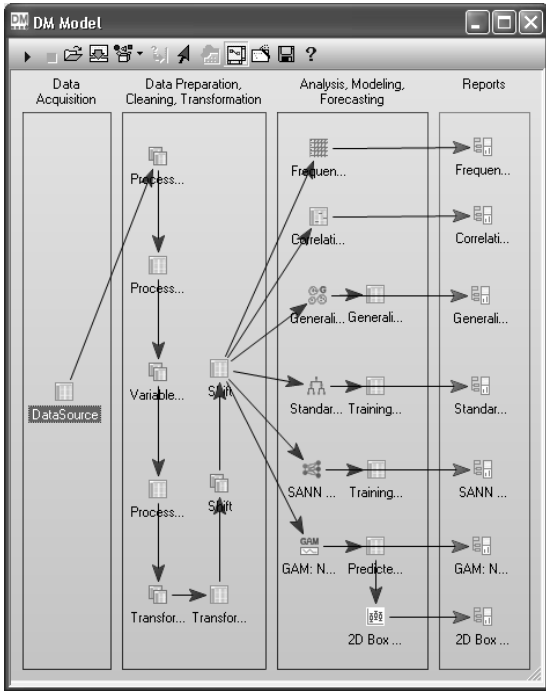 DM Model
Data Acquisition
Data Preparation, Cleaning, Transformation
Analysis, Modeling, Forecasting
Reports
DataSource
Process...
Process...
Variable...
Process...
Transfor...
Transfor...
Shift
Shift
Frequen...
Frequen...
Correlati...
Correlati...
Generali...
Generali...
Generali...
Standar...
Training...
Standar...
SANN ...
Training...
SANN ...
GAM
GAM: N...
Predicte...
GAM: N...
2D Box ...
2D Box ...